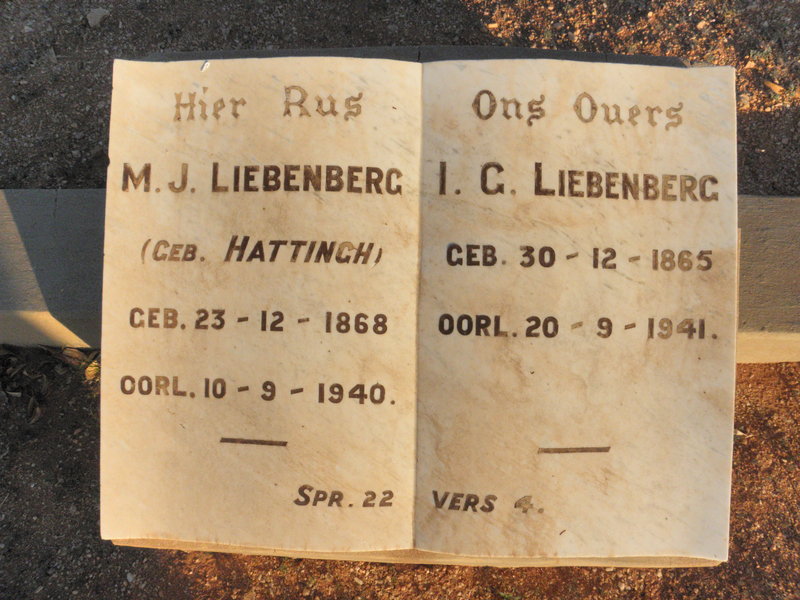 Hier Rus
M. J. LIEBENBERG
(GEB. HATTINGH)
GEB. 23 - 12 - 1868
OORL. 10 - 9 - 1940.
SPR. 22
Ons Ouers
I. G. LIEBENBERG
GEB. 30 - 12 - 1865
OORL. 20 - 9 - 1941.
VERS 4.